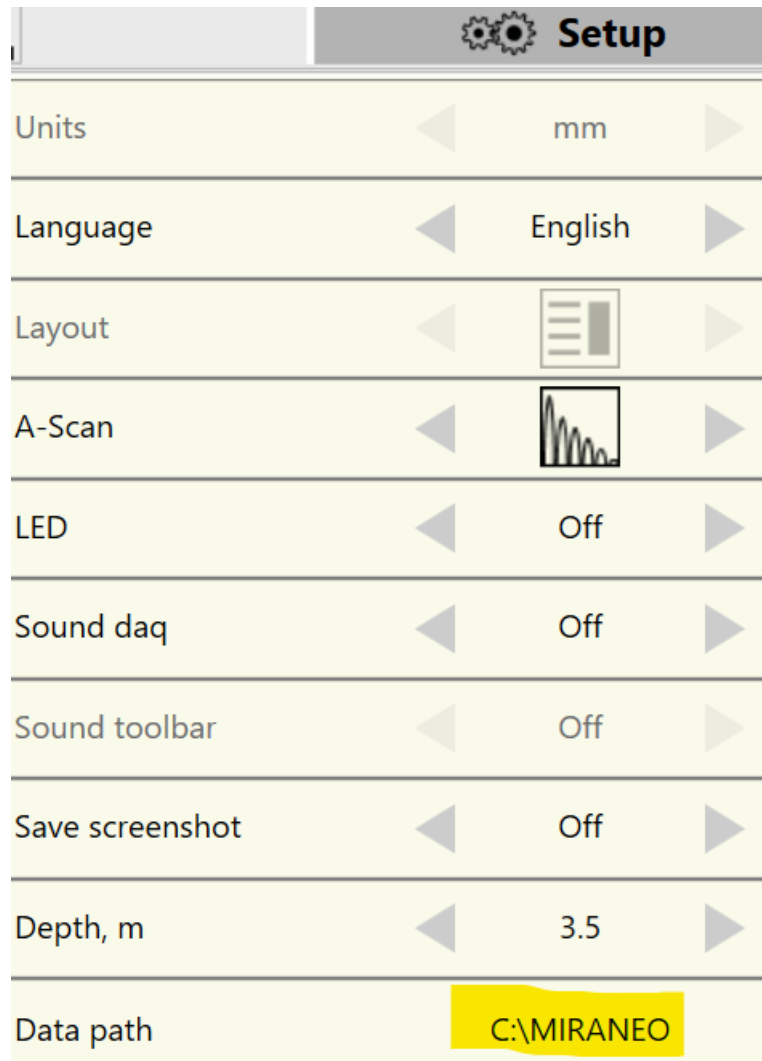 Setup
Units mm
Language English
Layout
A-Scan
LED Off
Sound daq Off
Sound toolbar Off
Save screenshot Off
Depth, m 3.5
Data path C:\MIRANEO